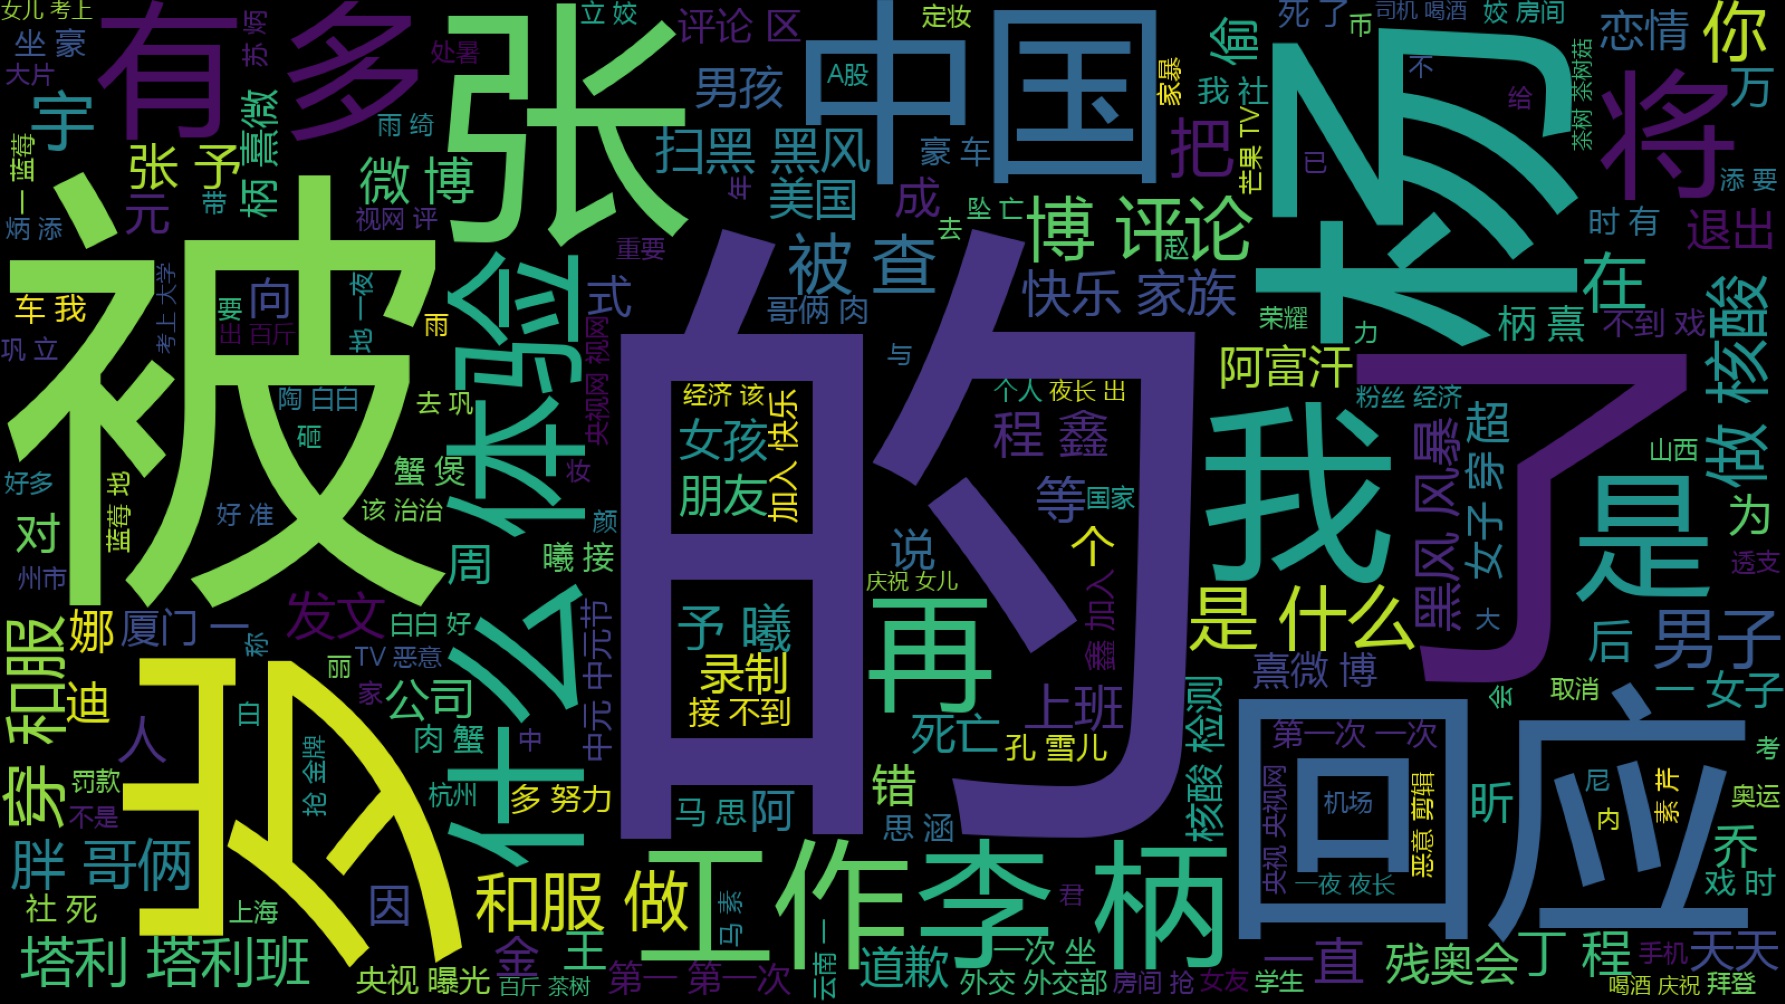 女儿 考上
坐 豪
大片
有 多
苏 炳
处暑
张
立 姣
评论 区
定妆
中国
A股
男孩
家暴
偷
死 了
币
司机 喝酒
姣 房间
恋情
你
宇
柄 熹微
雨 绮
扫黑 黑风
豪 车
我 社
芒果 TV
杨
不
给
茶树 茶树菇
将
万
一 蓝莓
张 予
微 博
美国
成
把
已
添 要
炳 添
元
带
视网 评
重要
年
去
坠 亡
博 评论
赵
时 有
退出
被
被 查
在
车 我
考上 大学
要
向
出 百斤
地 一夜
雨
体验
式
央视网 视网
哥俩 肉
快乐 家族
荣耀
力
柄 熹
不到 戏
做 核酸
巩 立
的
与
阿富汗
了
陶 白白
砸
去 巩
经济 该
加入 快乐
个人
夜长 出
粉丝 经济
女孩
朋友
程 鑫
我
黑风 风暴
超
女子 穿
山西
好多
蓝莓 地
好 准
该 治治
蟹 煲
妆
颜
等
国家
是
为
对
州市
周
曦 接
说
个
庆祝 女儿
透支
穿 和服
娜
厦门 一
称
发文
白白 好
什么
中元 中元节
予 曦
再
鑫 加入
是 什么
大
后
男子
迪
人
歹
白
丽
TV 恶意
家
公司
录制
接 不到
上班
熹微 博
会
取消
一 女子
罚款
不是
抢 金牌
肉 蟹
中
杭州
多 努力
死亡
孔 雪儿
核酸 检测
回应
第一次 一次
央视 央视网
机场
恶意 剪辑
一夜 夜长
昕
尼
内
素 芹
考
奥运
乔
戏 时
胖 哥俩
马 思
阿
错
思 涵
社 死
上海
因
和服 做
工作
马 素
李 柄
君
塔利 塔利班
央视 曝光
金
王
百斤 茶树
第一 第一次
云南 一
道歉
一次 坐
外交 外交部
房间 抢
女友
学生
一直
残奥会
丁 程
手机
天天
喝酒 庆祝
拜登